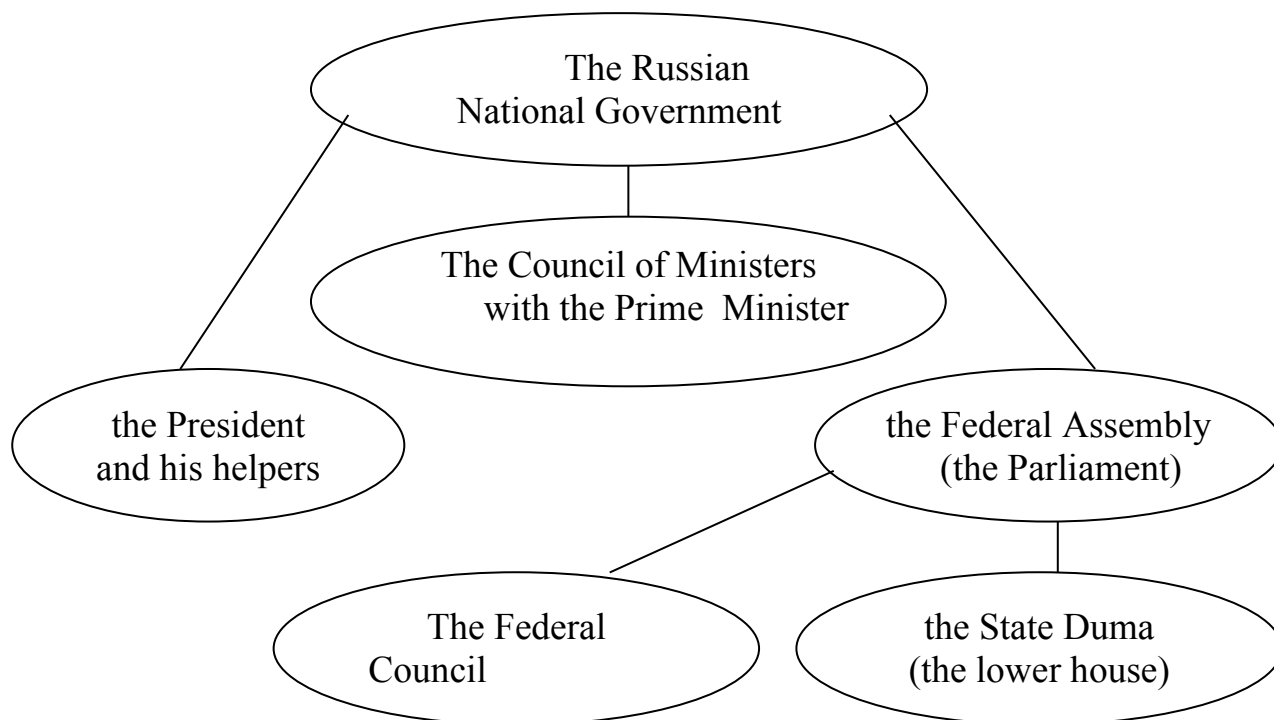 The Russian
National Government
The Council of Ministers
with the Prime Minister
the President
and his helpers
the Federal Assembly
(the Parliament)
The Federal
Council
the State Duma
(the lower house)